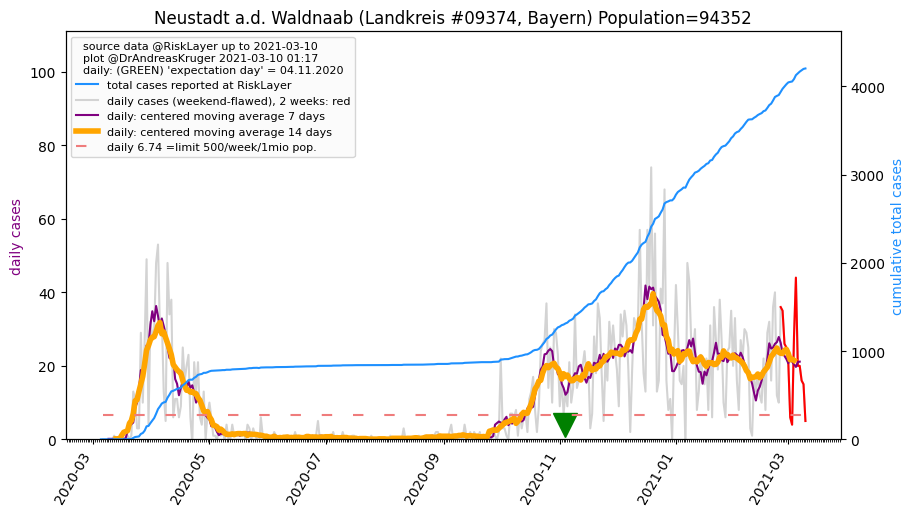 Neustadt a.d. Waldnaab (Landkreis #09374, Bayern) Population=94352
source data @RiskLayer up to 2021-03-10
plot @DrAndreasKruger 2021-03-10 01:17
daily: (GREEN) 'expectation day' = 04.11.2020
total cases reported at RiskLayer
daily cases (weekend-flawed), 2 weeks: red
daily: centered moving average 7 days
daily: centered moving average 14 days
daily 6.74 =limit 500/week/1mio pop.
daily cases
100
80
60
40
20
0
cumulative total cases
4000
3000
2000
1000
0
2020-03
2020-05
2020-07
2020-09
2020-11
2021-01
2021-03